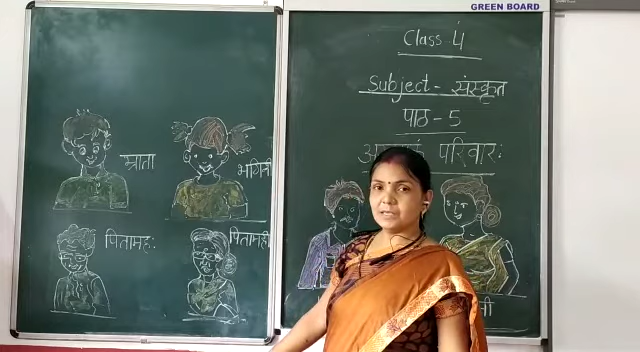 GREEN BOARD
Class-4
Subject- संस्कृत
पाठ-5
परिवारः
भ्राता
भगिनी
पितामहः
पितामही